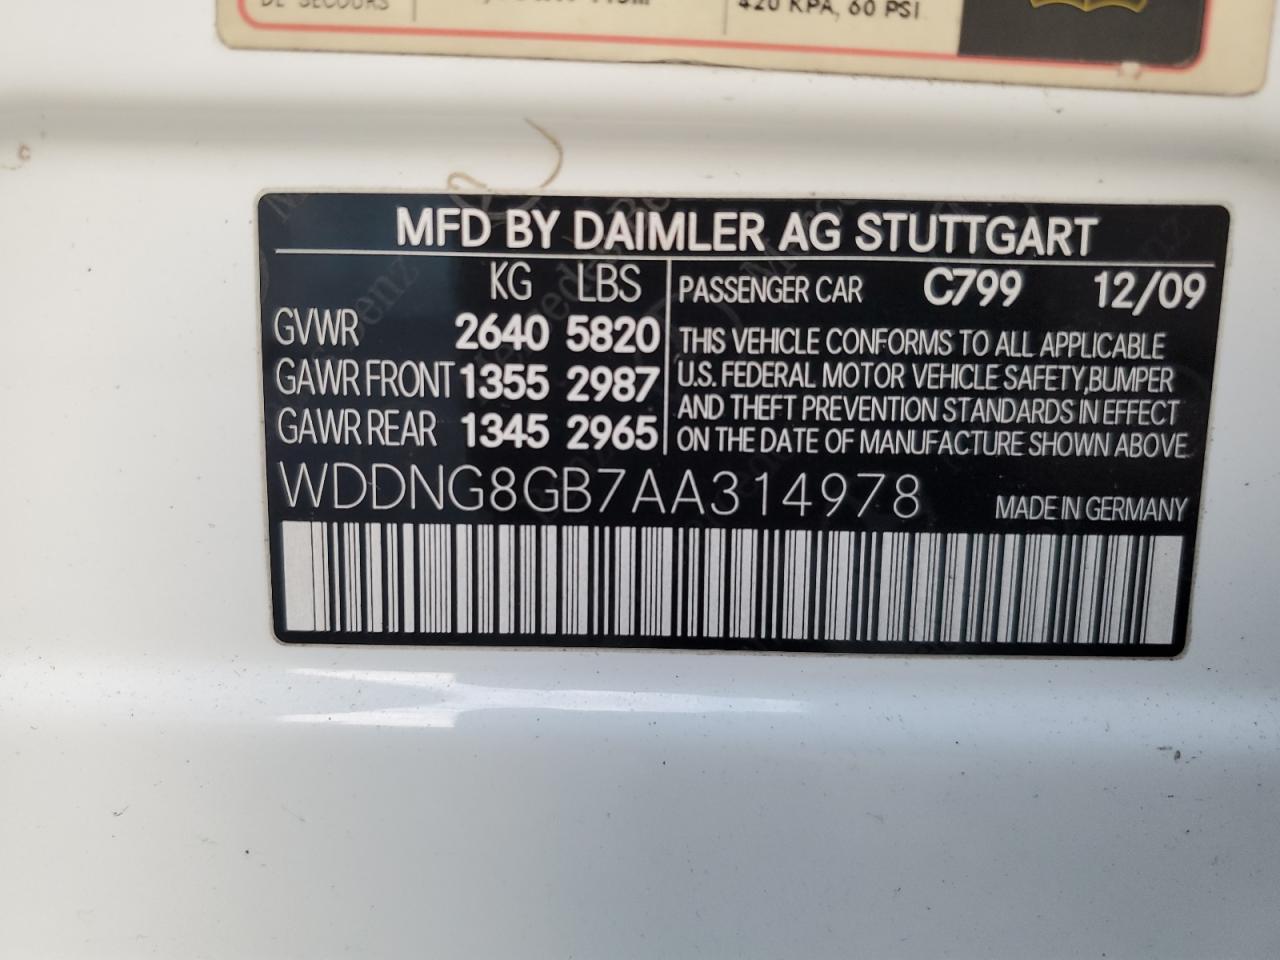 DE SECOURS
420 KPA, 60 PSI
MFD BY DAIMLER AG STUTTGART
KG LBS
GVWR 2640 5820
GAWR FRONT 1355 2987
GAWR REAR 1345 2965
PASSENGER CAR C799 12/09
THIS VEHICLE CONFORMS TO ALL APPLICABLE
U.S. FEDERAL MOTOR VEHICLE SAFETY, BUMPER
AND THEFT PREVENTION STANDARDS IN EFFECT
ON THE DATE OF MANUFACTURE SHOWN ABOVE
WDDNG8GB7AA314978
MADE IN GERMANY